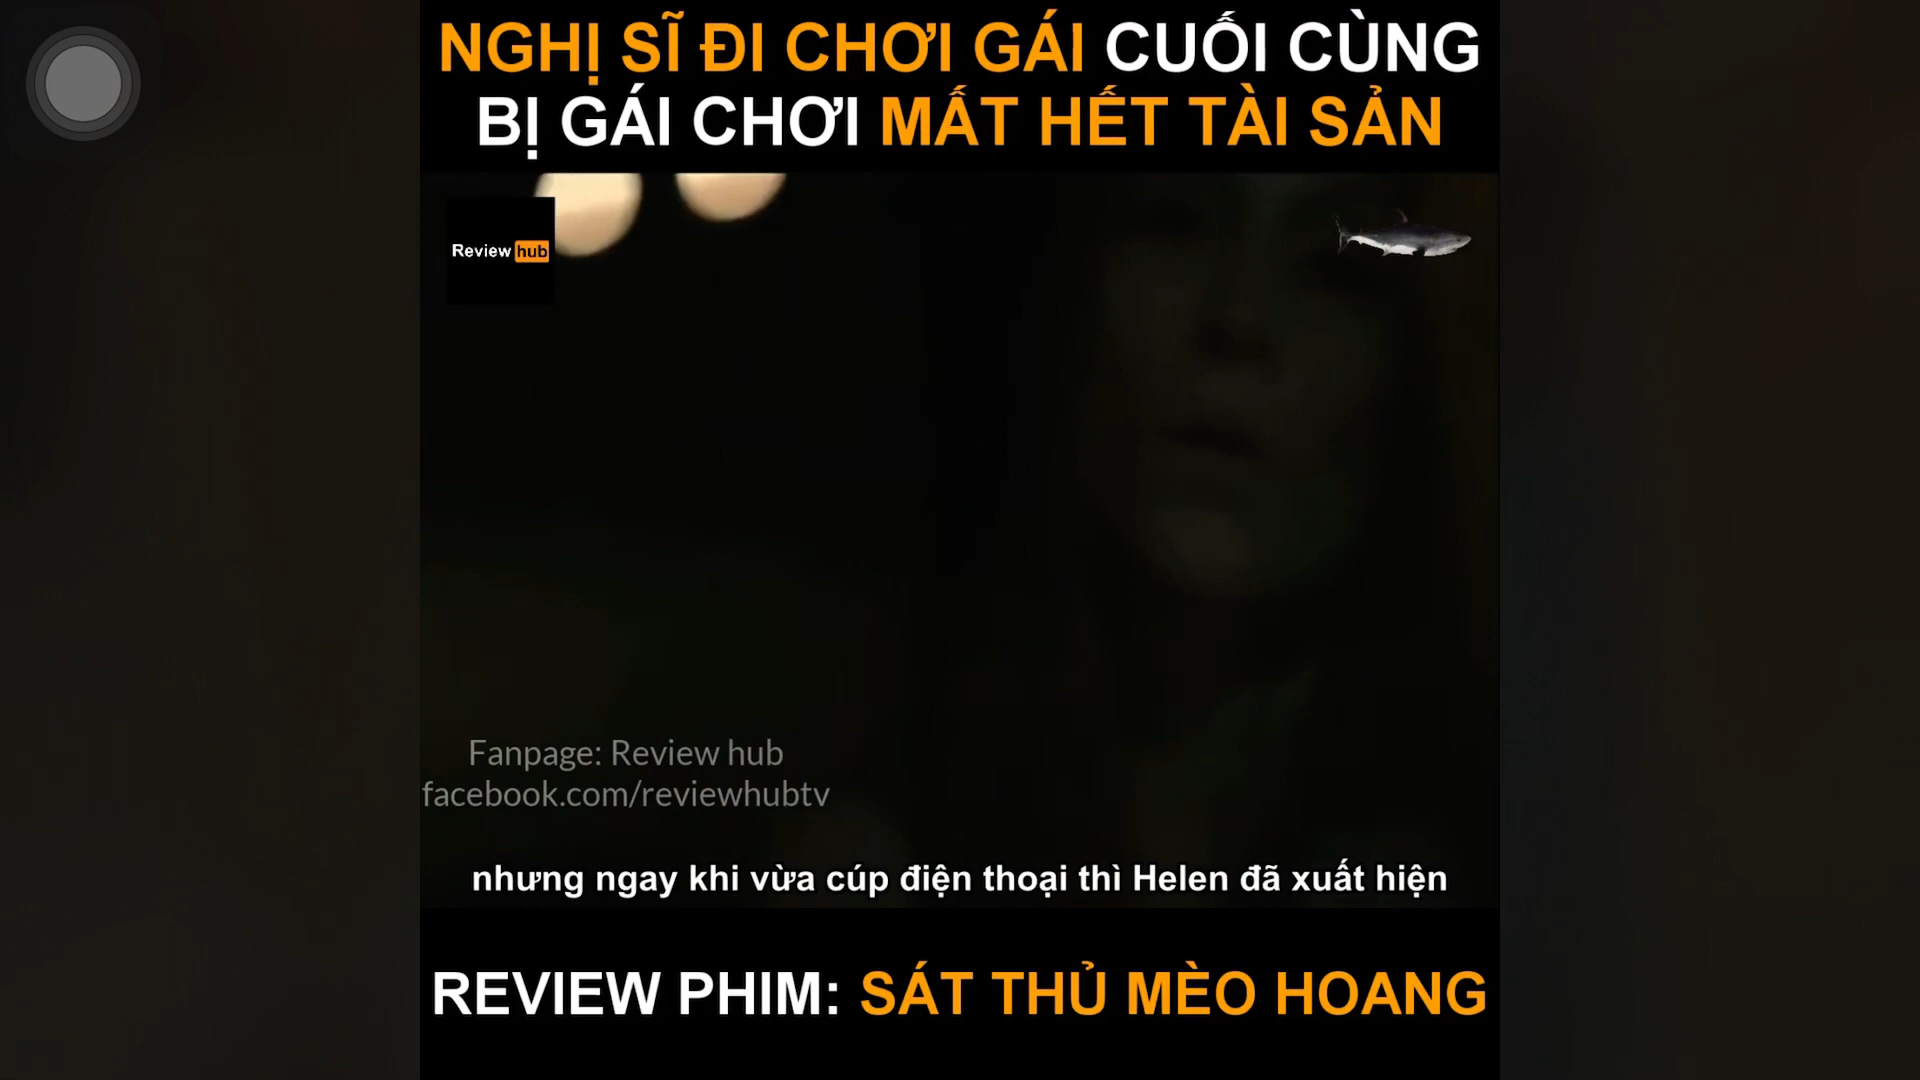 NGHỊ SĨ ĐI CHƠI GÁI CUỐI CÙNG
BỊ GÁI CHƠI MẤT HẾT TÀI SẢN
Review hub
Fanpage: Review hub
facebook.com/reviewhubtv
nhưng ngay khi vừa cúp điện thoại thì Helen đã xuất hiện
REVIEW PHIM: SÁT THỦ MÈO HOANG